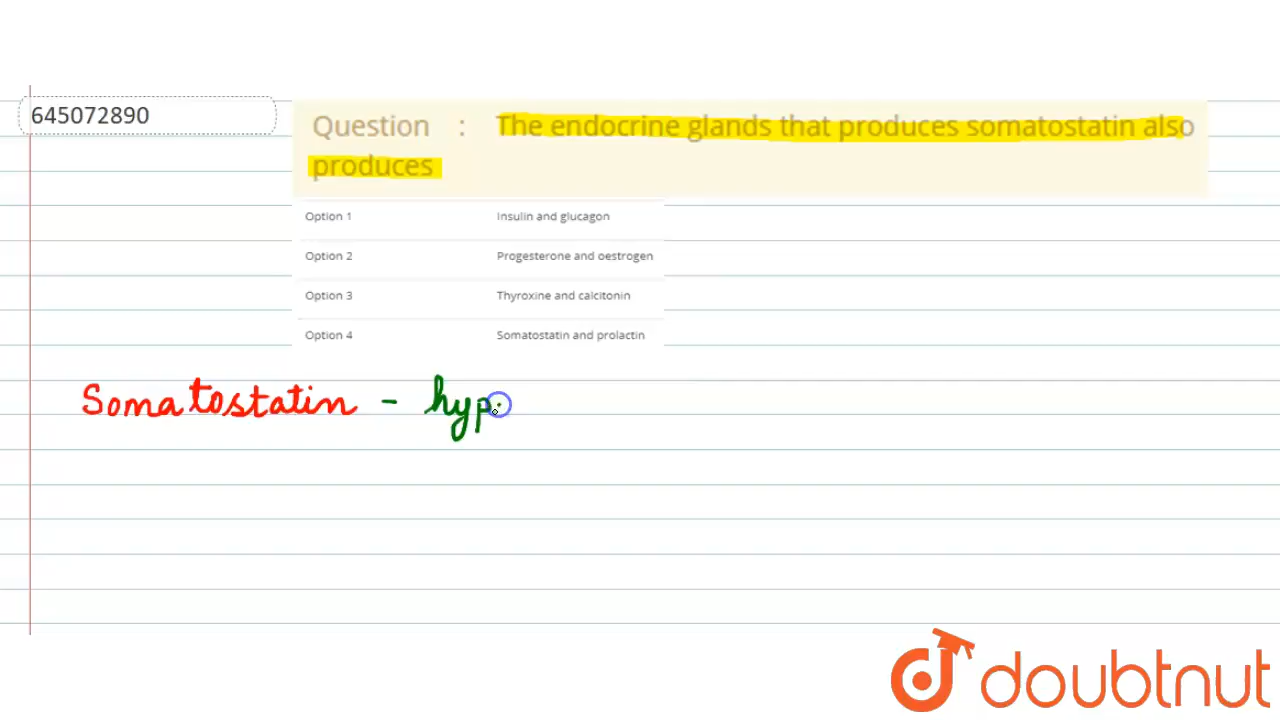 645072890
Question : The endocrine glands that produces somatostatin also
produces
Option 1 Insulin and glucagon
Option 2 Progesterone and oestrogen
Option 3 Thyroxine and calcitonin
Option 4 Somatostatin and prolactin
Somatostatin - hyp
doubtnut